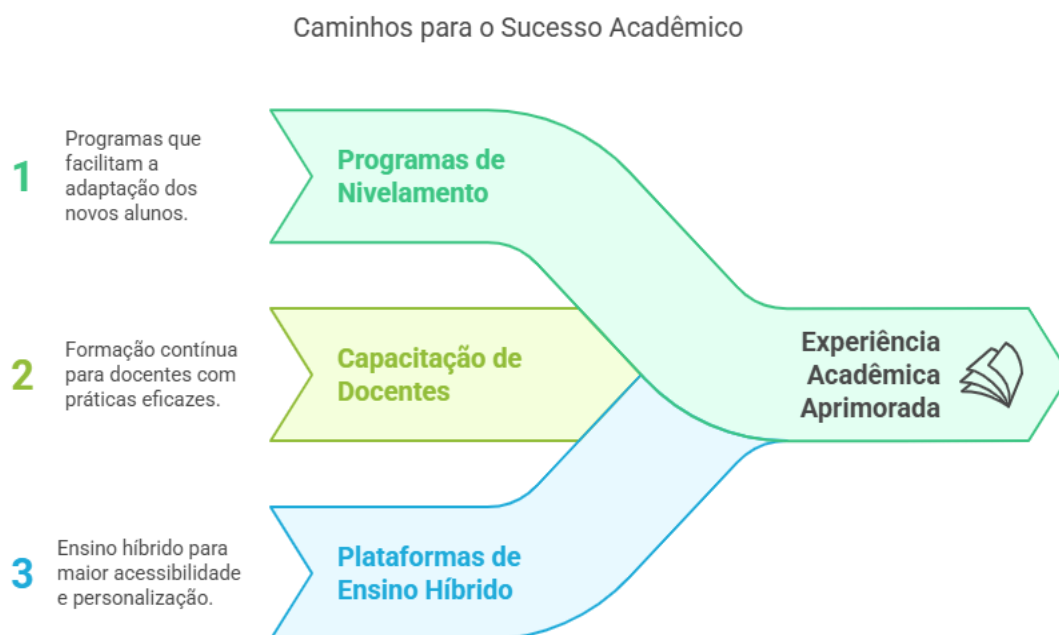 Caminhos para o Sucesso Acadêmico
1
Programas que
facilitam a
adaptação dos
novos alunos.
Programas de
Nivelamento
2
Formação contínua
para docentes com
práticas eficazes.
Capacitação de
Docentes
Experiência
Acadêmica
Aprimorada
3
Ensino híbrido para
maior acessibilidade
e personalização.
Plataformas de
Ensino Híbrido